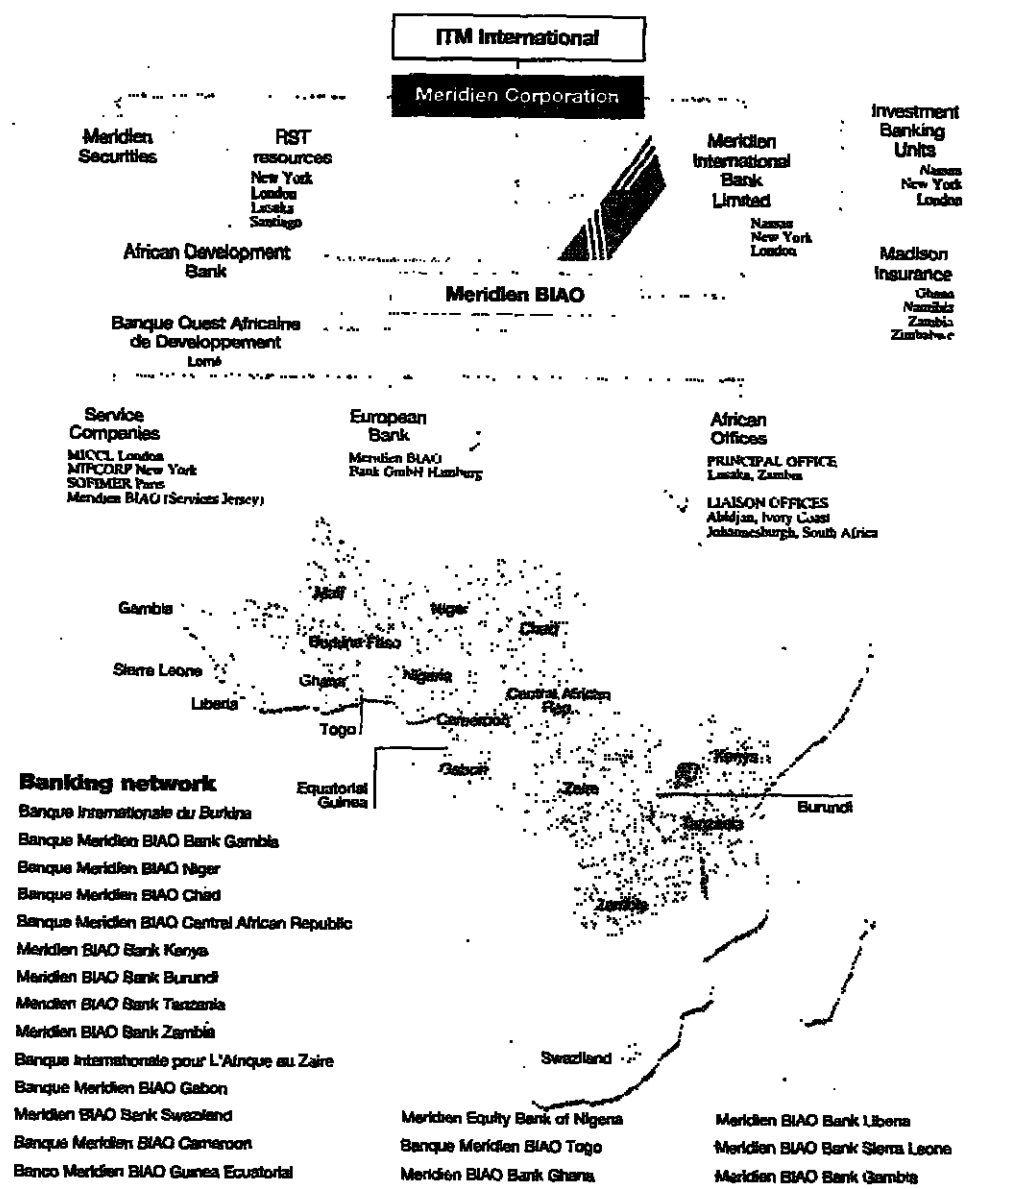 ITM International
Meridien Corporation
Meridien
Securities
RST
resources
New York
London
Lusaka
Santiago
Meridien
International
Bank
Limited
Nassau
New York
London
Investment
Banking
Units
Nassau
New York
London
African Development
Bank
Madison
Insurance
Ghana
Namibia
Zambia
Zimbabwe
Meridien BIAO
Banque Ouest Africaine
de Developpement
Lomé
Service
Companies
MICCL London
MIFCORP New York
SOFIMER Paris
Meridien BIAO (Services Jersey)
European
Bank
Meridien BIAO
Bank GmbH Hamburg
African
Offices
PRINCIPAL OFFICE
Lusaka, Zambia
LIAISON OFFICES
Abidjan, Ivory Coast
Johannesburgh, South Africa
Mali
Gambia
Niger
Chad
Burkina Faso
Sierra Leone
Ghana
Nigeria
Liberia
Central African
Rep.
Togo
Cameroon
Kenya
Gabon
Equatorial
Guinea
Zaire
Burundi
Tanzania
Zambia
Swaziland
Banking network
Banque Internationale du Burkina
Banque Meridien BIAO Bank Gambia
Banque Meridien BIAO Niger
Banque Meridien BIAO Chad
Banque Meridien BIAO Central African Republic
Meridien BIAO Bank Kenya
Meridien BIAO Bank Burundi
Meridien BIAO Bank Tanzania
Meridien BIAO Bank Zambia
Banque Internationale pour L'Afrique au Zaire
Banque Meridien BIAO Gabon
Meridien BIAO Bank Swaziland
Banque Meridien BIAO Cameroon
Banco Meridien BIAO Guinea Ecuatorial
Meridien Equity Bank of Nigeria
Banque Meridien BIAO Togo
Meridien BIAO Bank Ghana
Meridien BIAO Bank Liberia
Meridien BIAO Bank Sierra Leone
Meridien BIAO Bank Gambia